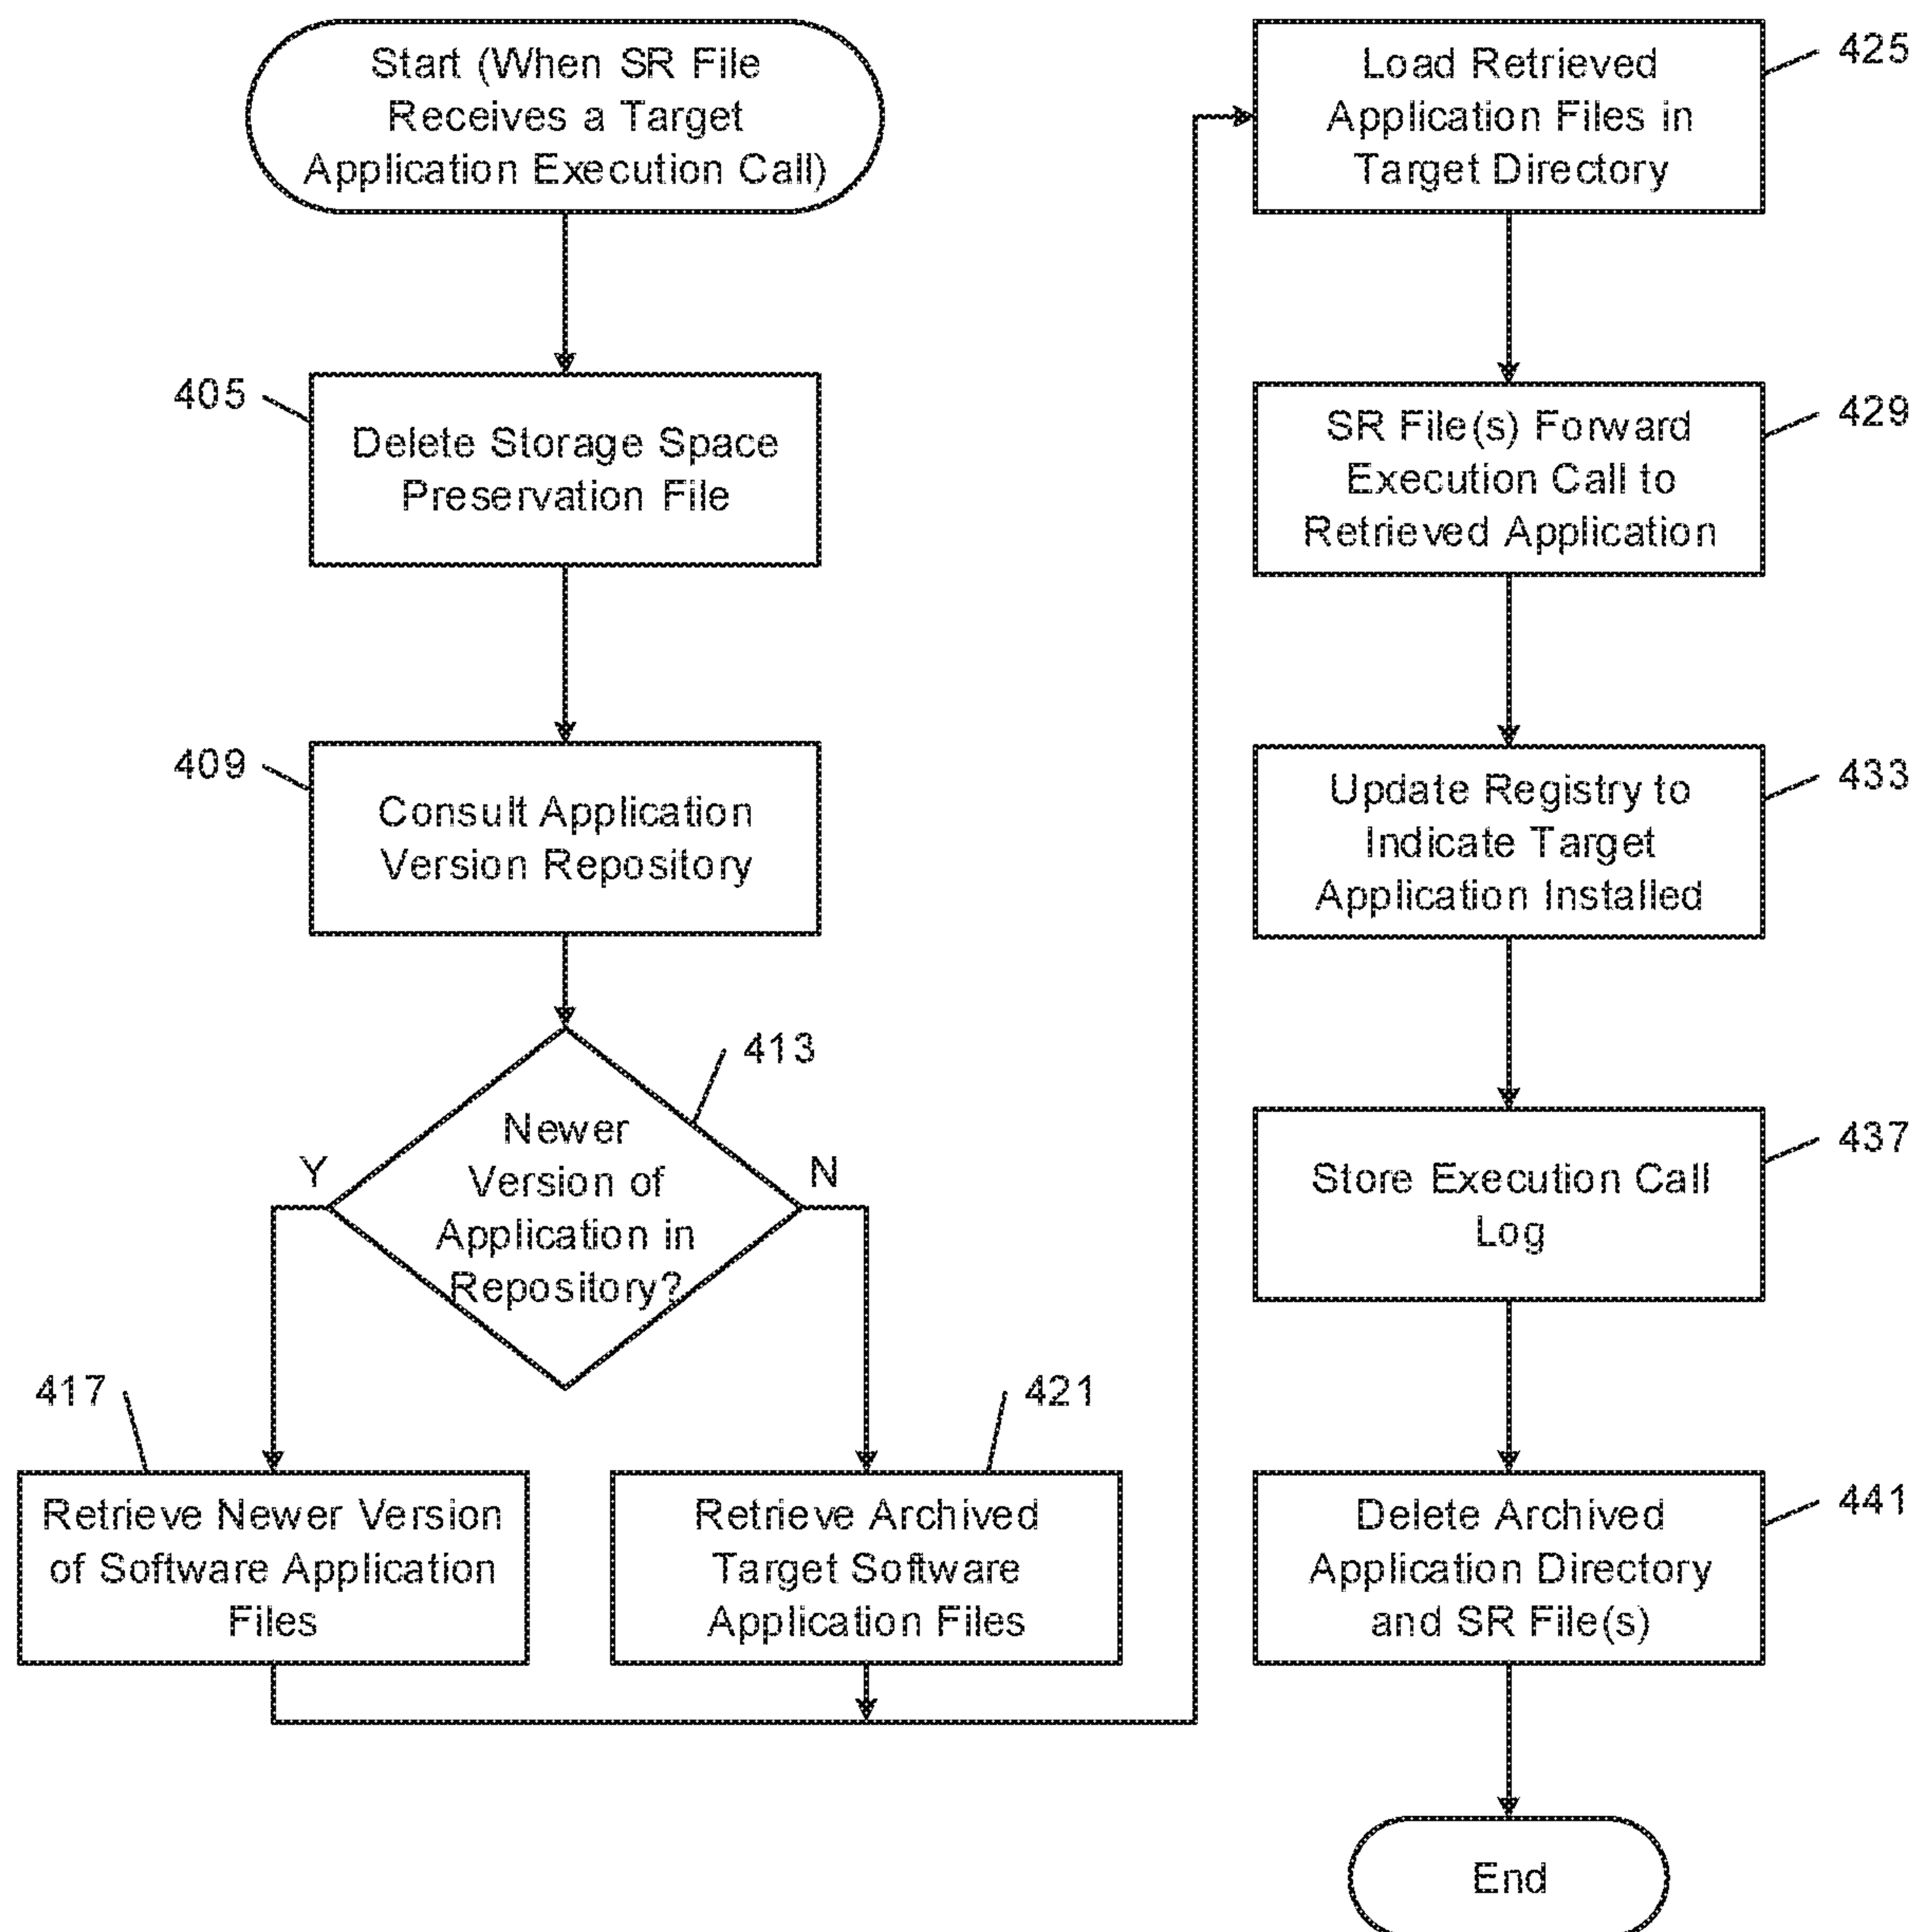 Start (When SR File
Receives a Target
Application Execution Call)
405
Delete Storage Space
Preservation File
409
Consult Application
Version Repository
413
Newer
Version of
Application in
Repository?
Y
N
417
Retrieve Newer Version
of Software Application
Files
421
Retrieve Archived
Target Software
Application Files
425
Load Retrieved
Application Files in
Target Directory
429
SR File(s) Forward
Execution Call to
Retrieved Application
433
Update Registry to
Indicate Target
Application Installed
437
Store Execution Call
Log
441
Delete Archived
Application Directory
and SR File(s)
End